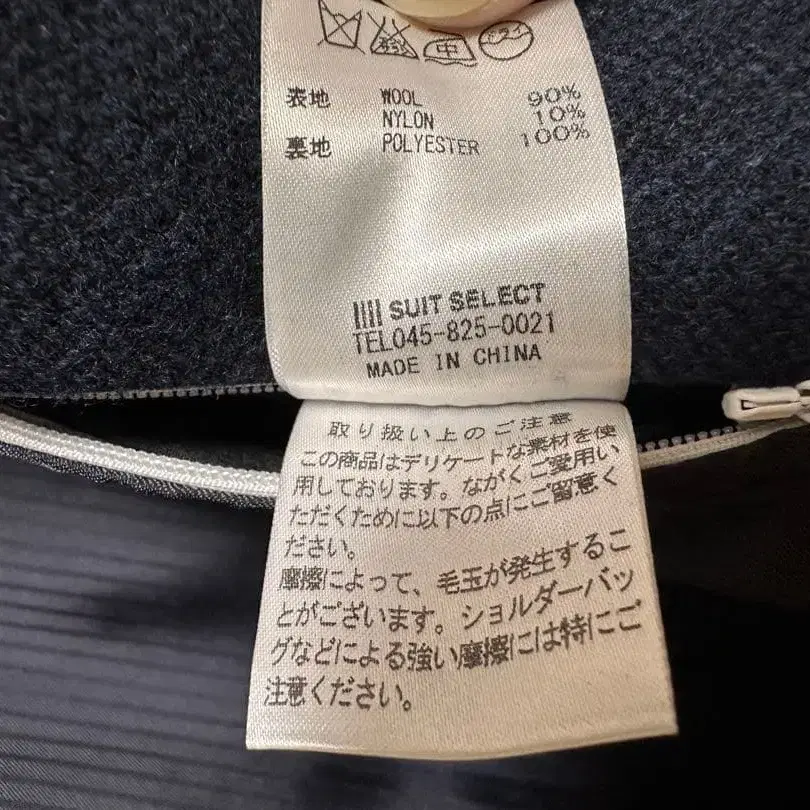 中
ドライ
表地 WOOL 90%
NYLON 10%
裏地 POLYESTER 100%
SUIT SELECT
TEL045-825-0021
MADE IN CHINA
取り扱い上のご注意
この商品はデリケートな素材を使
用しております。ながくご愛用い
ただくために以下の点にご留意く
ださい。
摩擦によって、毛玉が発生するこ
とがございます。ショルダーバッ
グなどによる強い摩擦には特にご
注意ください。